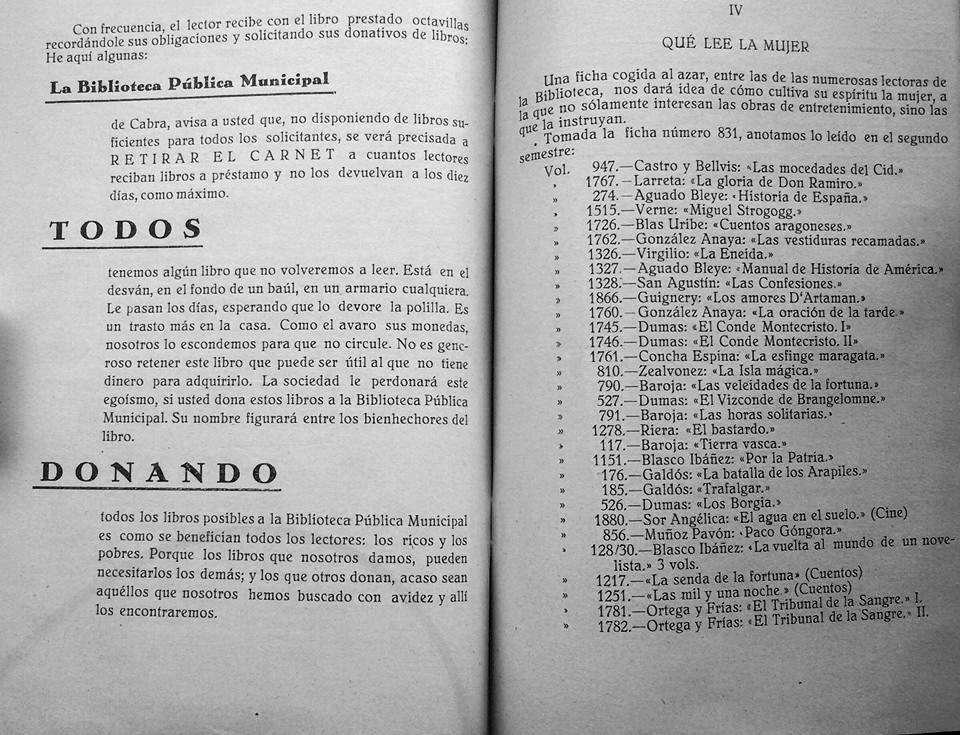 Con frecuencia, el lector recibe con el libro prestado octavillas
recordándole sus obligaciones y solicitando sus donativos de libros:
He aquí algunas:
La Biblioteca Pública Municipal
de Cabra, avisa a usted que, no disponiendo de libros su-
ficientes para todos los solicitantes, se verá precisada a
RETIRAR EL CARNET a cuantos lectores
reciban libros a préstamo y no los devuelvan a los diez
días, como máximo.
TODOS
tenemos algún libro que no volveremos a leer. Está en el
desván, en el fondo de un baúl, en un armario cualquiera.
Le pasan los días, esperando que lo devore la polilla. Es
un trasto más en la casa. Como el avaro sus monedas,
nosotros lo escondemos para que no circule. No es gene-
roso retener este libro que puede ser útil al que no tiene
dinero para adquirirlo. La sociedad le perdonará este
egoísmo, si usted dona estos libros a la Biblioteca Pública
Municipal. Su nombre figurará entre los bienhechores del
libro.
DONANDO
todos los libros posibles a la Biblioteca Pública Municipal
es como se benefician todos los lectores: los ricos y los
pobres. Porque los libros que nosotros damos, pueden
necesitarlos los demás; y los que otros donan, acaso sean
aquéllos que nosotros hemos buscado con avidez y allí
los encontraremos.
IV
QUÉ LEE LA MUJER
Una ficha cogida al azar, entre las de las numerosas lectoras de
la Biblioteca, nos dará idea de cómo cultiva su espíritu la mujer, a
la que no sólamente interesan las obras de entretenimiento, sino las
que la instruyan.
Tomada la ficha número 831, anotamos lo leído en el segundo
semestre:
Vol. 947.—Castro y Bellvis: «Las mocedades del Cid.»
» 1767.—Larreta: «La gloria de Don Ramiro.»
» 274.—Aguado Bleye: «Historia de España.»
» 1515.—Verne: «Miguel Strogogg.»
» 1726.—Blas Uribe: «Cuentos aragoneses.»
» 1762.—González Anaya: «Las vestiduras recamadas.»
» 1326.—Virgilio: «La Eneida.»
» 1327.—Aguado Bleye: «Manual de Historia de América.»
» 1328.—San Agustín: «Las Confesiones.»
» 1866.—Guignery: «Los amores D'Artaman.»
» 1760.—González Anaya: «La oración de la tarde.»
» 1745.—Dumas: «El Conde Montecristo. I»
» 1746.—Dumas: «El Conde Montecristo. II»
» 1761.—Concha Espina: «La esfinge maragata.»
» 810.—Zealvonez: «La Isla mágica.»
» 790.—Baroja: «Las veleidades de la fortuna.»
» 527.—Dumas: «El Vizconde de Brangelomne.»
» 791.—Baroja: «Las horas solitarias.»
» 1278.—Riera: «El bastardo.»
» 117.—Baroja: «Tierra vasca.»
» 1151.—Blasco Ibáñez: «Por la Patria.»
» 176.—Galdós: «La batalla de los Arapiles.»
» 185.—Galdós: «Trafalgar.»
» 526.—Dumas: «Los Borgia.»
» 1880.—Sor Angélica: «El agua en el suelo.» (Cine)
» 856.—Muñoz Pavón: «Paco Góngora.»
» 128/30.—Blasco Ibáñez: «La vuelta al mundo de un nove-
lista.» 3 vols.
» 1217.—«La senda de la fortuna» (Cuentos)
» 1251.—«Las mil y una noche.» (Cuentos)
» 1781.—Ortega y Frías: «El Tribunal de la Sangre.» I.
» 1782.—Ortega y Frías: «El Tribunal de la Sangre.» II.